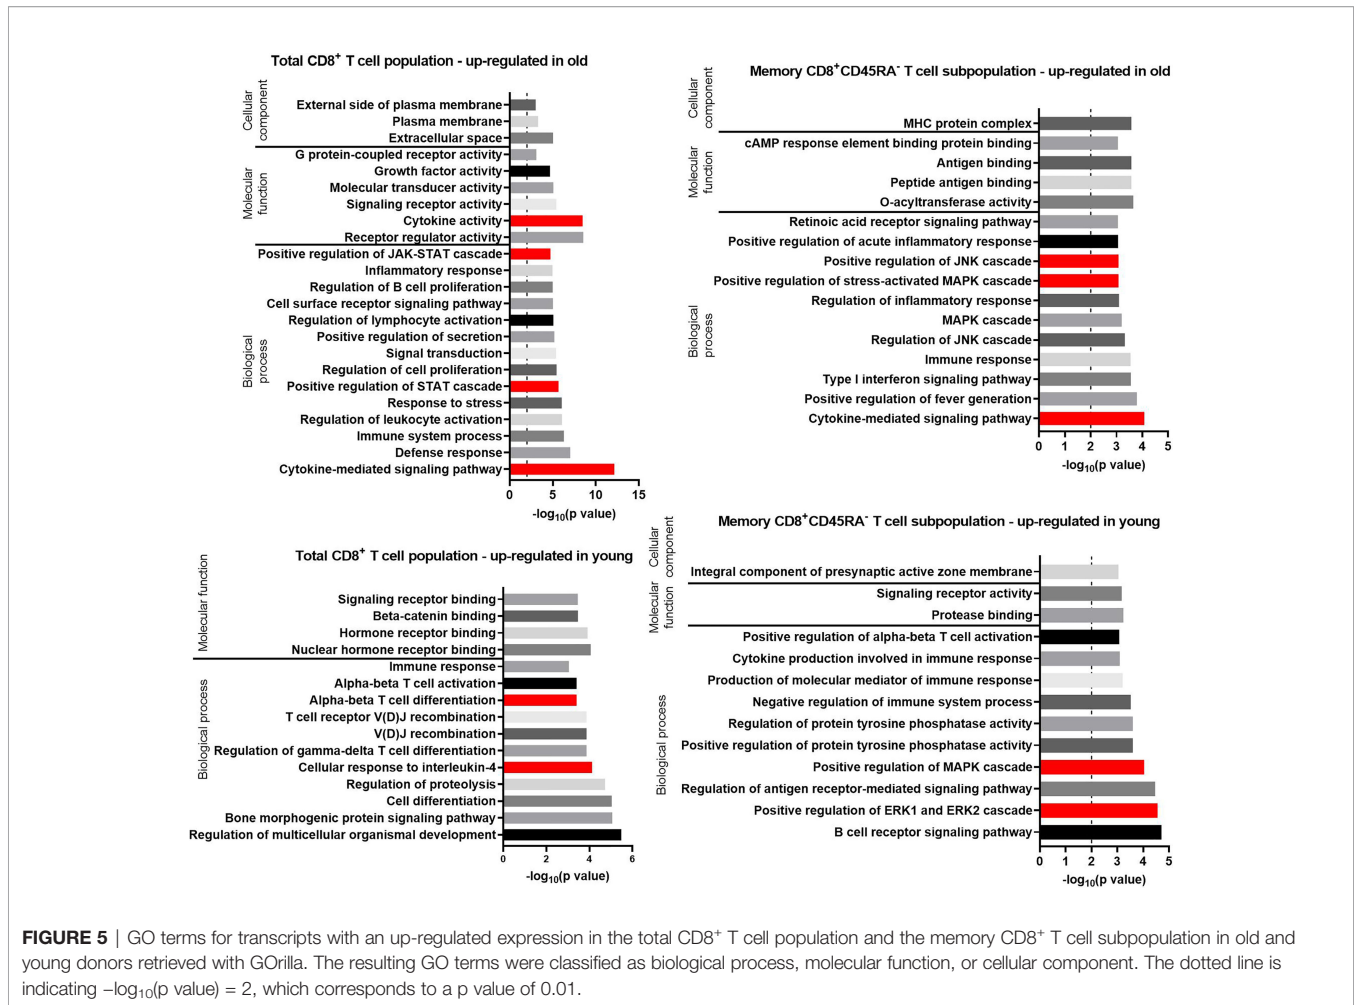 Total CD8+ T cell population - up-regulated in old
Cellular component
External side of plasma membrane
Plasma membrane
Extracellular space
Molecular function
G protein-coupled receptor activity
Growth factor activity
Molecular transducer activity
Signaling receptor activity
Cytokine activity
Receptor regulator activity
Biological process
Positive regulation of JAK-STAT cascade
Inflammatory response
Regulation of B cell proliferation
Cell surface receptor signaling pathway
Regulation of lymphocyte activation
Positive regulation of secretion
Signal transduction
Regulation of cell proliferation
Positive regulation of STAT cascade
Response to stress
Regulation of leukocyte activation
Immune system process
Defense response
Cytokine-mediated signaling pathway
0 5 10 15
-log10(p value)
Memory CD8+CD45RA- T cell subpopulation - up-regulated in old
Cellular component
MHC protein complex
Molecular function
cAMP response element binding protein binding
Antigen binding
Peptide antigen binding
O-acyltransferase activity
Biological process
Retinoic acid receptor signaling pathway
Positive regulation of acute inflammatory response
Positive regulation of JNK cascade
Positive regulation of stress-activated MAPK cascade
Regulation of inflammatory response
MAPK cascade
Regulation of JNK cascade
Immune response
Type I interferon signaling pathway
Positive regulation of fever generation
Cytokine-mediated signaling pathway
0 1 2 3 4 5
-log10(p value)
Total CD8+ T cell population - up-regulated in young
Molecular function
Signaling receptor binding
Beta-catenin binding
Hormone receptor binding
Nuclear hormone receptor binding
Biological process
Immune response
Alpha-beta T cell activation
Alpha-beta T cell differentiation
T cell receptor V(D)J recombination
V(D)J recombination
Regulation of gamma-delta T cell differentiation
Cellular response to interleukin-4
Regulation of proteolysis
Cell differentiation
Bone morphogenic protein signaling pathway
Regulation of multicellular organismal development
0 2 4 6
-log10(p value)
Memory CD8+CD45RA- T cell subpopulation - up-regulated in young
Cellular component
Integral component of presynaptic active zone membrane
Molecular function
Signaling receptor activity
Protease binding
Biological process
Positive regulation of alpha-beta T cell activation
Cytokine production involved in immune response
Production of molecular mediator of immune response
Negative regulation of immune system process
Regulation of protein tyrosine phosphatase activity
Positive regulation of protein tyrosine phosphatase activity
Positive regulation of MAPK cascade
Regulation of antigen receptor-mediated signaling pathway
Positive regulation of ERK1 and ERK2 cascade
B cell receptor signaling pathway
0 1 2 3 4 5
-log10(p value)
FIGURE 5 | GO terms for transcripts with an up-regulated expression in the total CD8+ T cell population and the memory CD8+ T cell subpopulation in old and
young donors retrieved with GOrilla. The resulting GO terms were classified as biological process, molecular function, or cellular component. The dotted line is
indicating −log10(p value) = 2, which corresponds to a p value of 0.01.